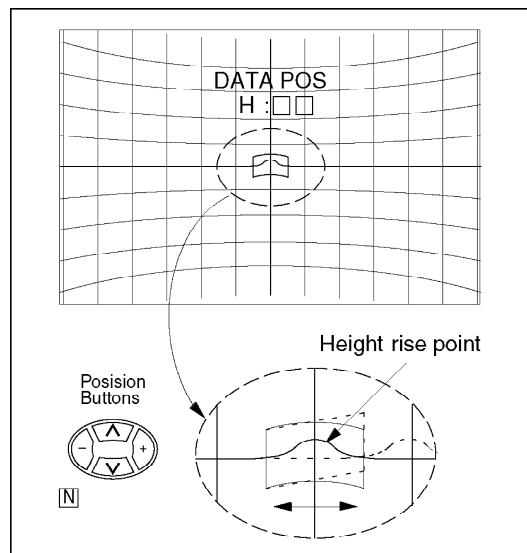 DATA POS
H :□□
Height rise point
Posision
Buttons
- +
N